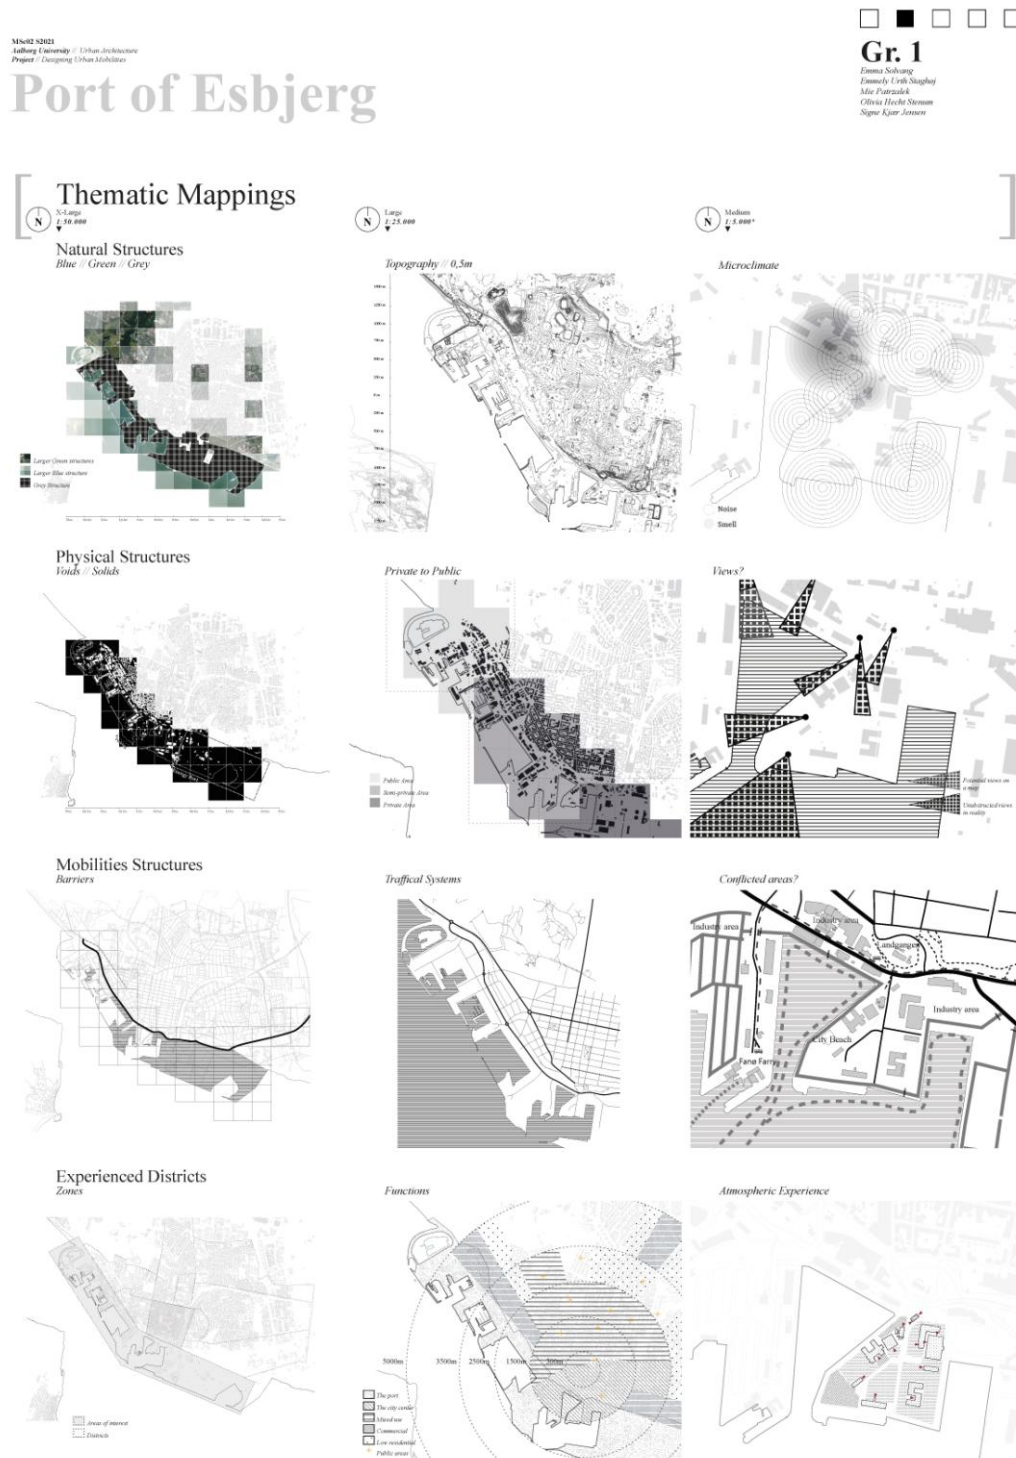 MSc02 S2021
Aalborg University // Urban Architecture
Project // Designing Urban Mobilities
Port of Esbjerg
Gr. 1
Emma Solvang
Emmely Urth Staghøj
Mie Patrzalek
Olivia Hecht Stenum
Signe Kjær Jensen
Thematic Mappings
N
X-Large
1:50.000
N
Large
1:25.000
N
Medium
1:5.000*
Natural Structures
Blue // Green // Grey
Topography // 0,5m
Microclimate
Larger Green structures
Larger Blue structure
Grey Structure
Noise
Smell
Physical Structures
Voids // Solids
Private to Public
Views?
Public Area
Semi-private Area
Private Area
Potential views on
a map
Unobstructed views
in reality
Mobilities Structures
Barriers
Traffical Systems
Conflicted areas?
Industry area
Industry area
Landgangen
Industry area
City Beach
Fanø Farry
Experienced Districts
Zones
Functions
Atmospheric Experience
5000m
3500m
2500m
1500m
500m
Areas of interest
Districts
The port
The city center
Mixed use
Commercial
Low residential
Public areas